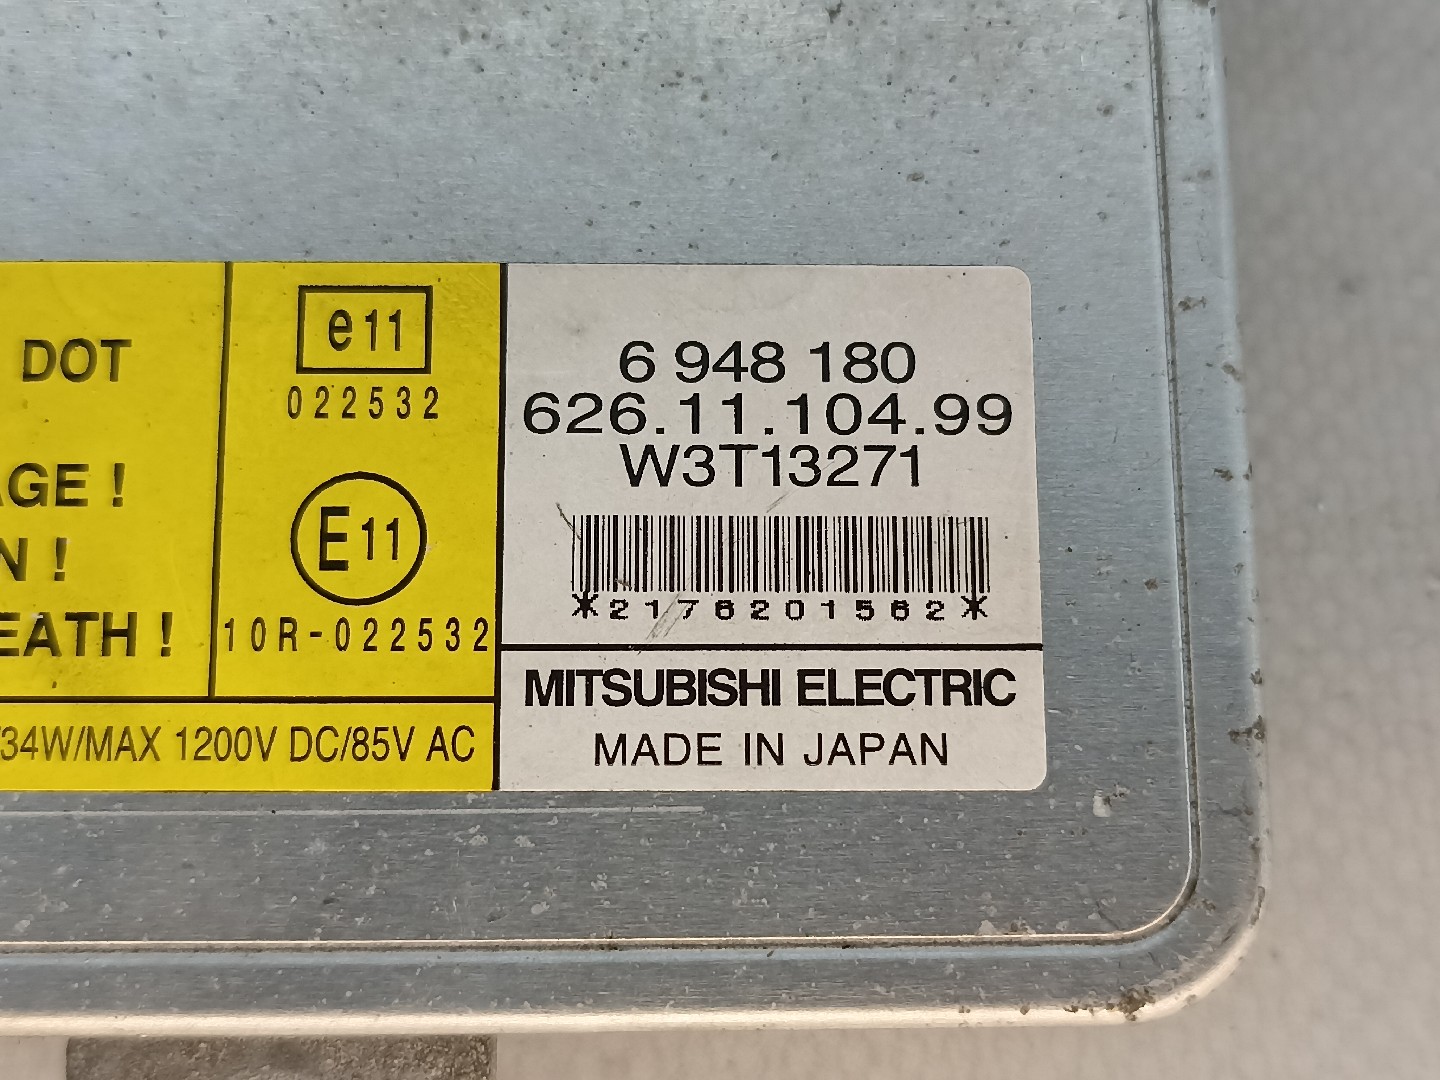 DOT
AGE !
N !
EATH !
e11
022532
E11
10R-022532
/34W/MAX 1200V DC/85V AC
6 948 180
626.11.104.99
W3T13271
*2176201562*
MITSUBISHI ELECTRIC
MADE IN JAPAN